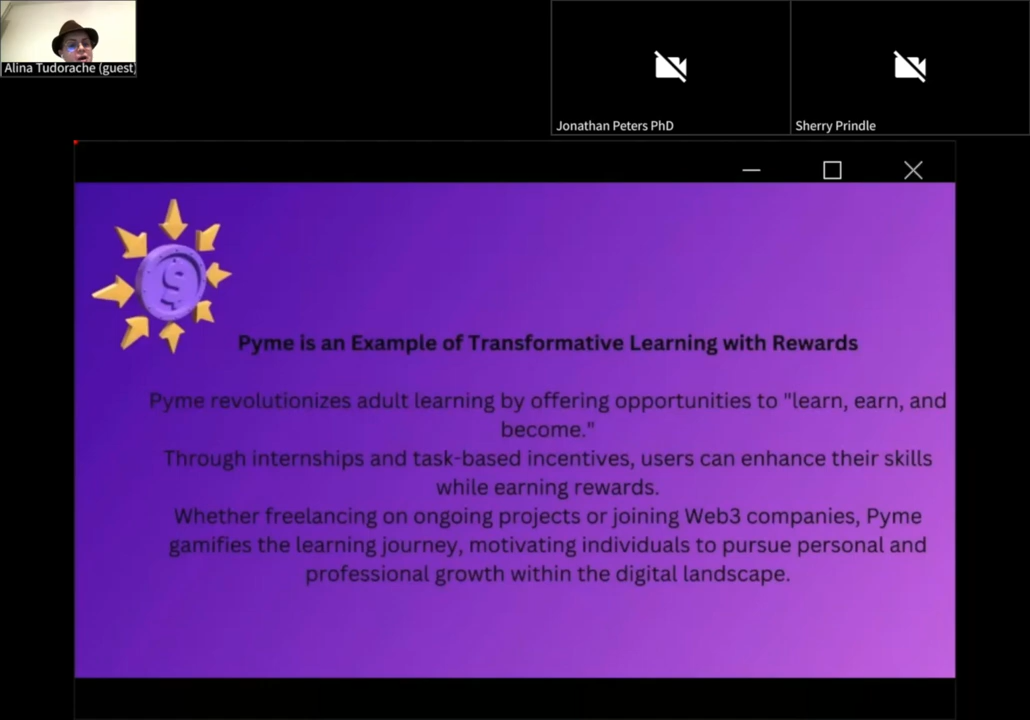 Alina Tudorache (guest)
Jonathan Peters PhD
Sherry Prindle
Pyme is an Example of Transformative Learning with Rewards
Pyme revolutionizes adult learning by offering opportunities to "learn, earn, and
become."
Through internships and task-based incentives, users can enhance their skills
while earning rewards.
Whether freelancing on ongoing projects or joining Web3 companies, Pyme
gamifies the learning journey, motivating individuals to pursue personal and
professional growth within the digital landscape.